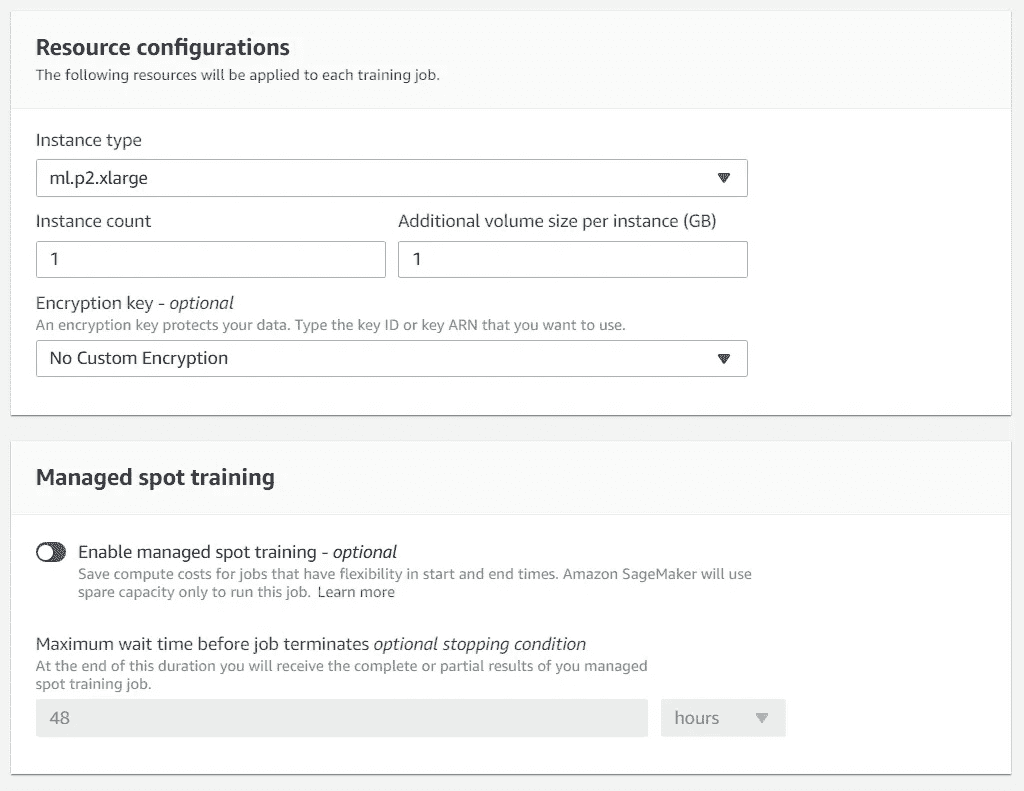 Resource configurations
The following resources will be applied to each training job.
Instance type
ml.p2.xlarge
Instance count
Additional volume size per instance (GB)
1
1
Encryption key - optional
An encryption key protects your data. Type the key ID or key ARN that you want to use.
No Custom Encryption
Managed spot training
Enable managed spot training - optional
Save compute costs for jobs that have flexibility in start and end times. Amazon SageMaker will use
spare capacity only to run this job. Learn more
Maximum wait time before job terminates optional stopping condition
At the end of this duration you will receive the complete or partial results of you managed
spot training job.
48
hours